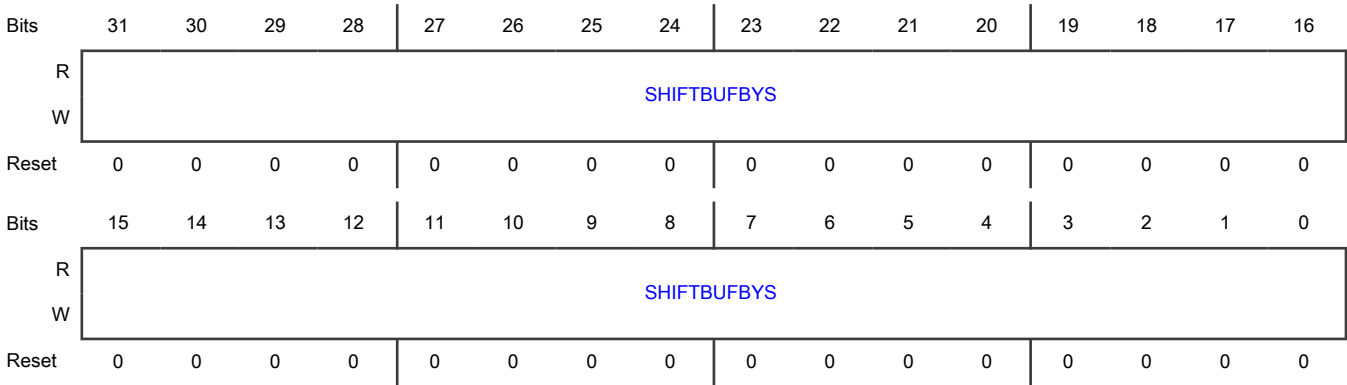 Bits 31 30 29 28 27 26 25 24 23 22 21 20 19 18 17 16
R
SHIFTBUFBYS
W
Reset 0 0 0 0 0 0 0 0 0 0 0 0 0 0 0 0
Bits 15 14 13 12 11 10 9 8 7 6 5 4 3 2 1 0
R
SHIFTBUFBYS
W
Reset 0 0 0 0 0 0 0 0 0 0 0 0 0 0 0 0